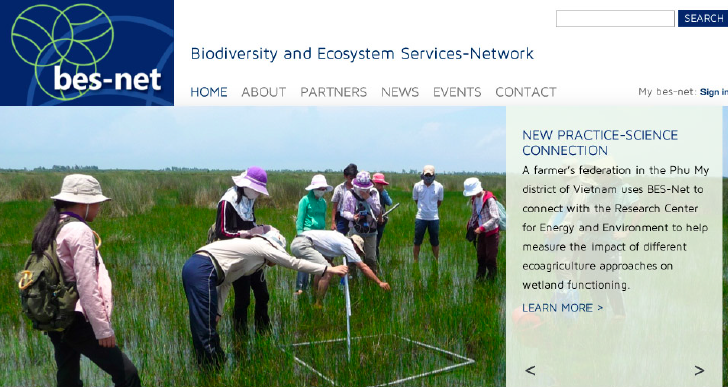 bes-net
SEARCH
Biodiversity and Ecosystem Services-Network
HOME ABOUT PARTNERS NEWS EVENTS CONTACT
My bes-net: Sign in
NEW PRACTICE-SCIENCE
CONNECTION
A farmer's federation in the Phu My
district of Vietnam uses BES-Net to
connect with the Research Center
for Energy and Environment to help
measure the impact of different
ecoagriculture approaches on
wetland functioning.
LEARN MORE >
< >